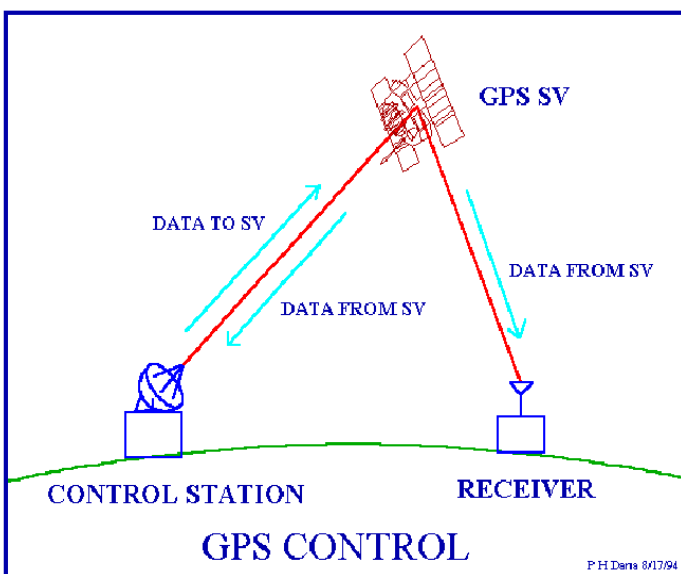 GPS SV
DATA TO SV
DATA FROM SV
DATA FROM SV
CONTROL STATION
RECEIVER
GPS CONTROL
P H Dana 8/17/94